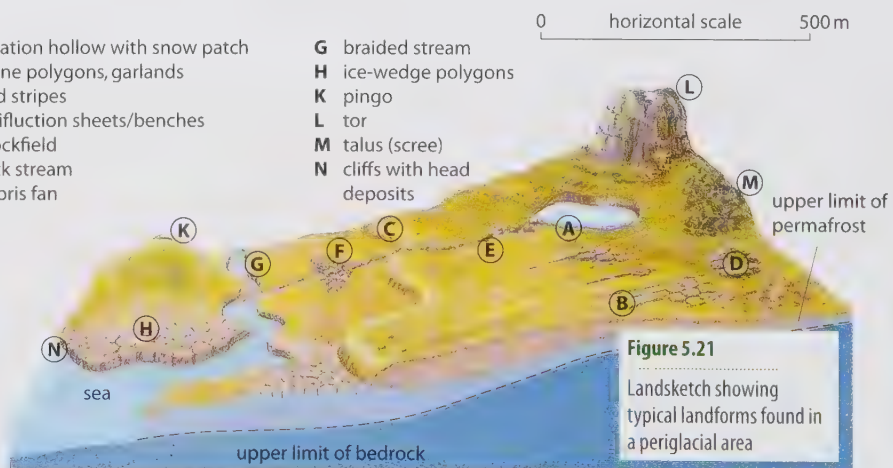 0 horizontal scale 500 m
ation hollow with snow patch
ne polygons, garlands
d stripes
ifluction sheets/benches
ckfield
k stream
bris fan
G braided stream
H ice-wedge polygons
K pingo
L tor
M talus (scree)
N cliffs with head
deposits
L
M
upper limit of
permafrost
K
C
A
G
F
E
D
B
H
N
sea
upper limit of bedrock
Figure 5.21
Landsketch showing
typical landforms found in
a periglacial area